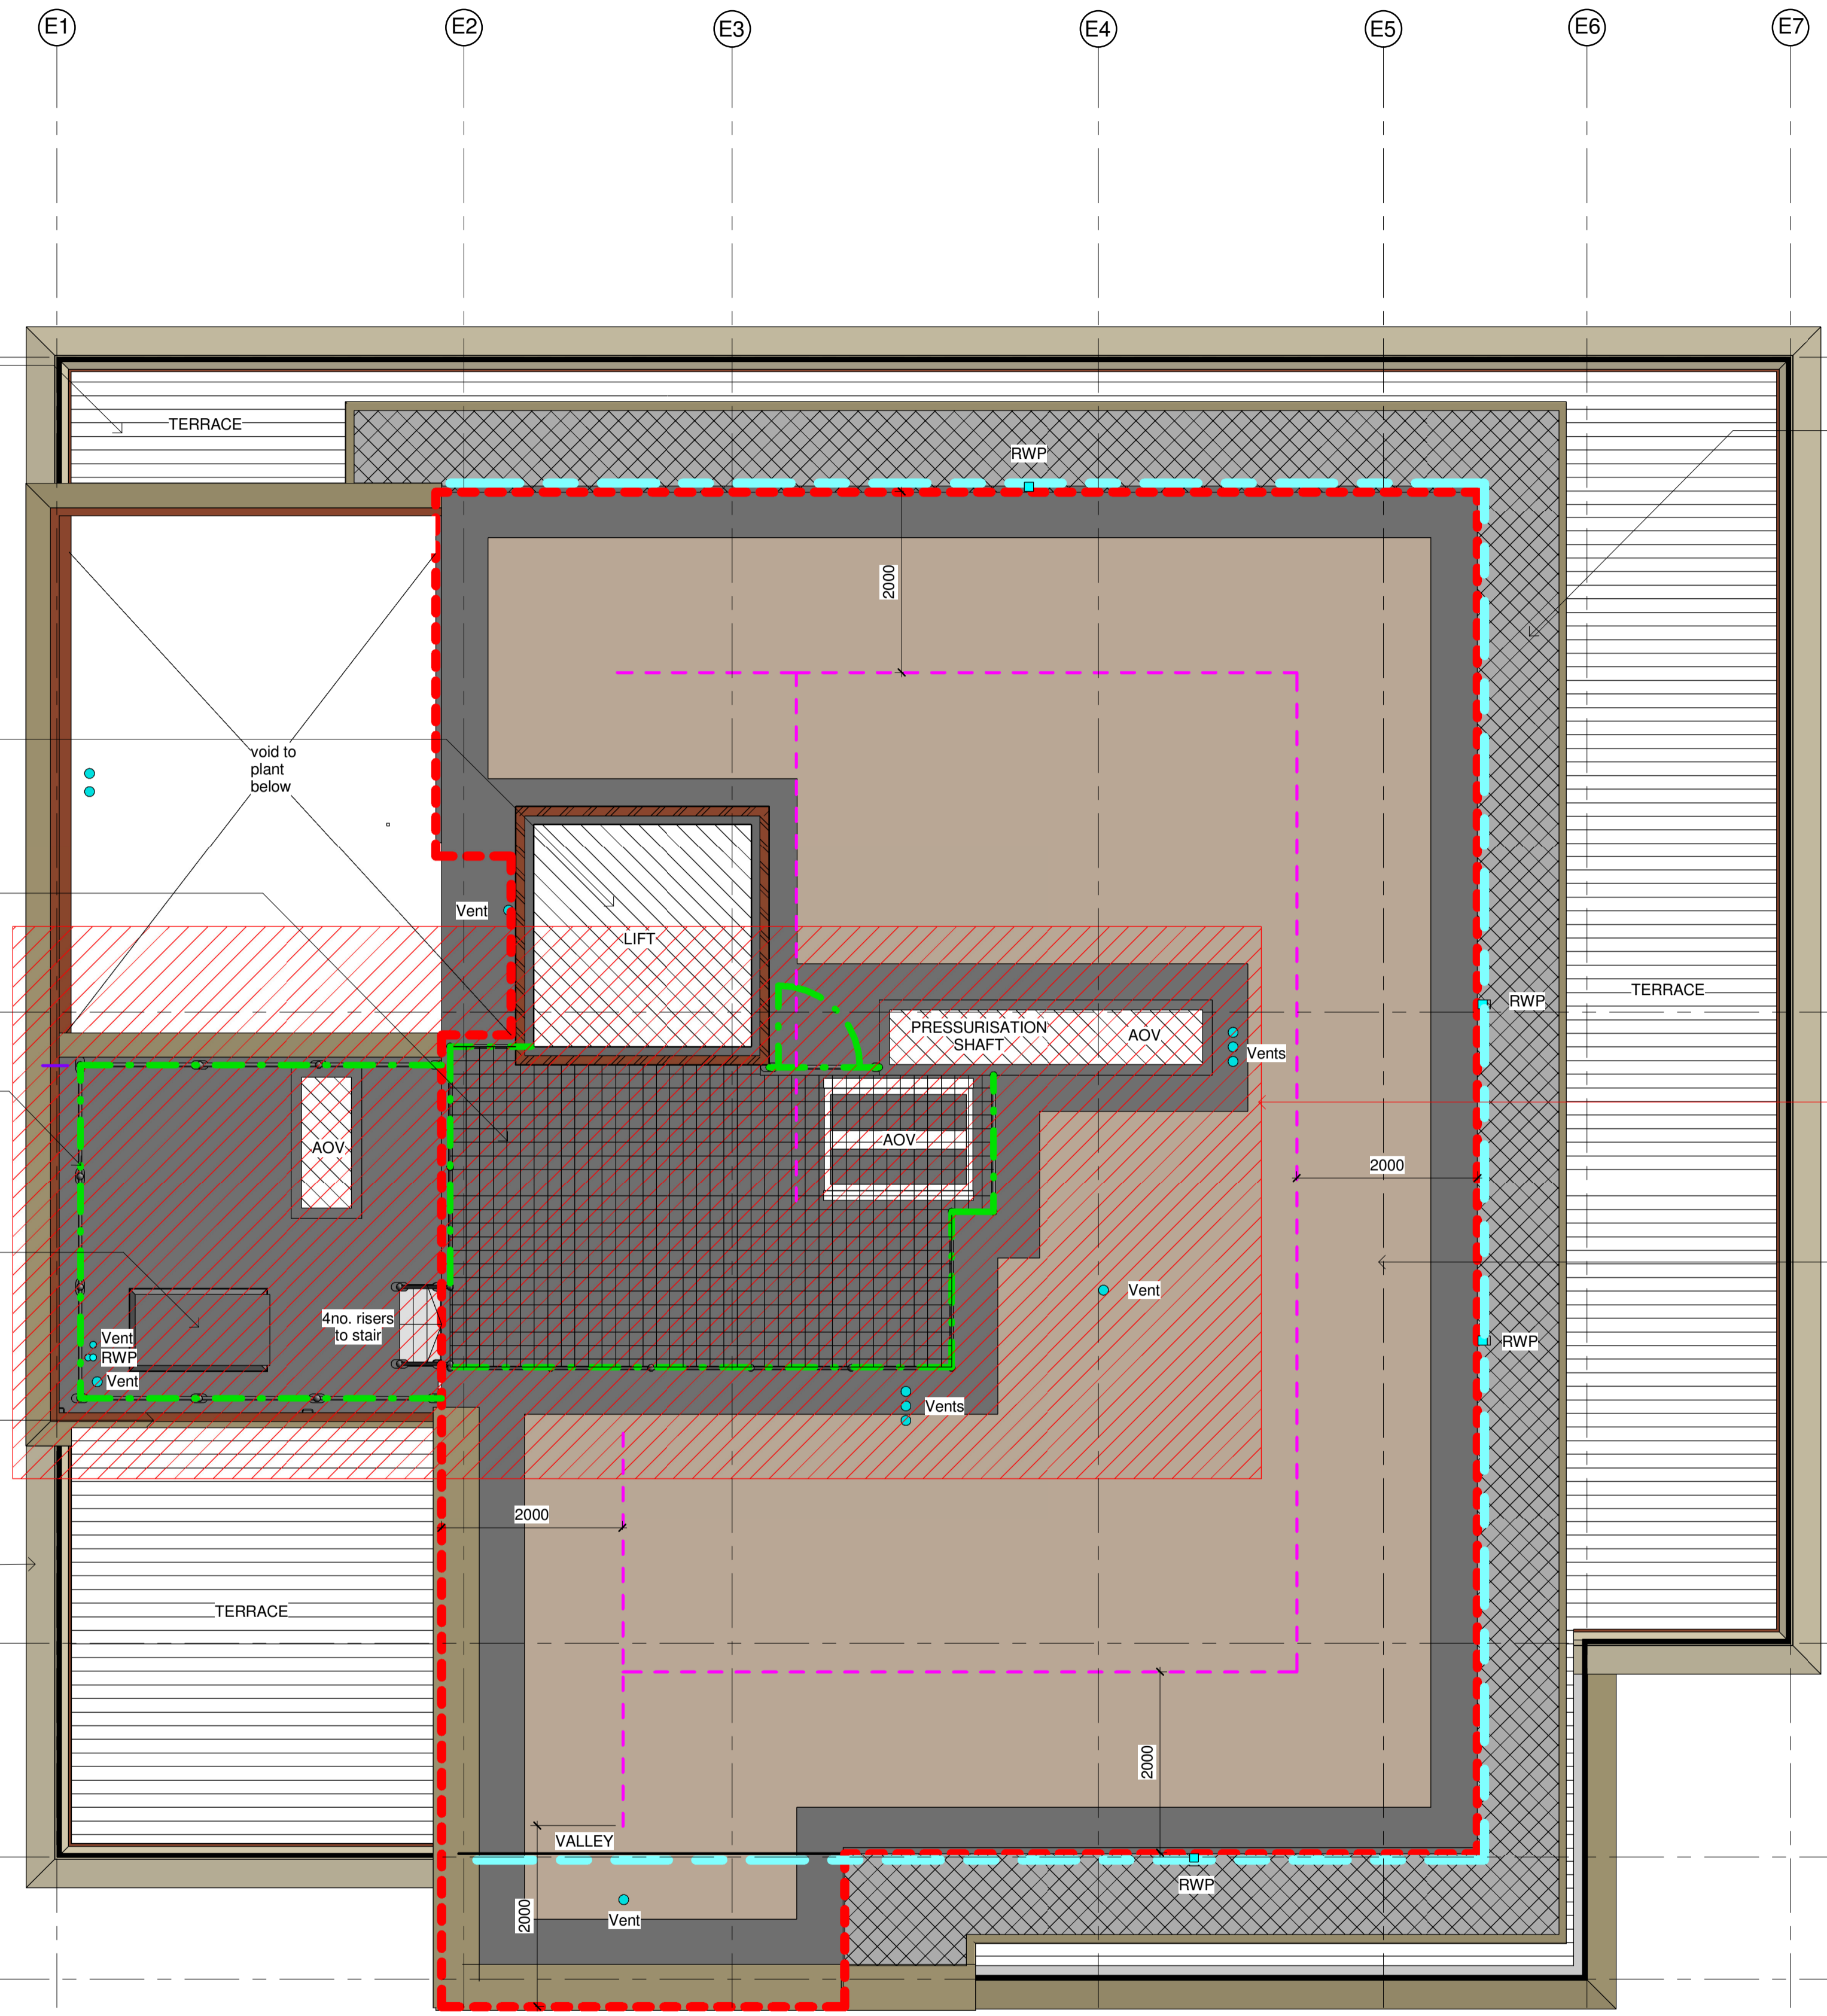 E1
E2
E3
E4
E5
E6
E7
TERRACE
RWP
2000
void to
plant
below
Vent
LIFT
TERRACE
RWP
PRESSURISATION
SHAFT
AOV
Vents
AOV
AOV
2000
Vent
4no. risers
to stair
Vent
RWP
RWP
Vent
Vents
2000
TERRACE
2000
VALLEY
RWP
2000
Vent